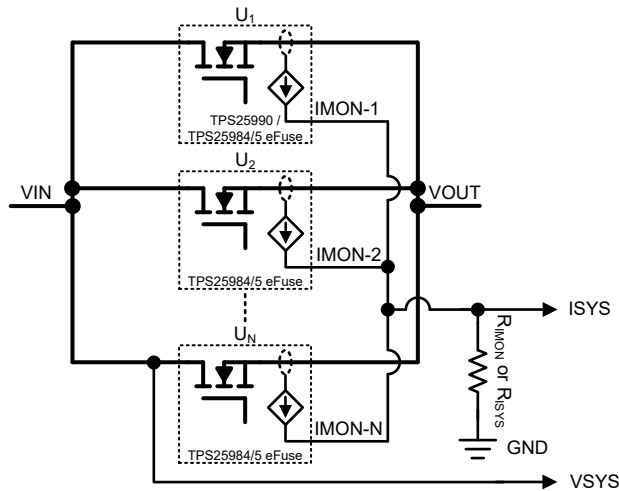 U1
IMON-1
TPS25990 /
TPS25984/5 eFuse
U2
VIN
VOUT
IMON-2
TPS25984/5 eFuse
UN
ISYS
RIMON or RISYS
IMON-N
GND
TPS25984/5 eFuse
VSYS